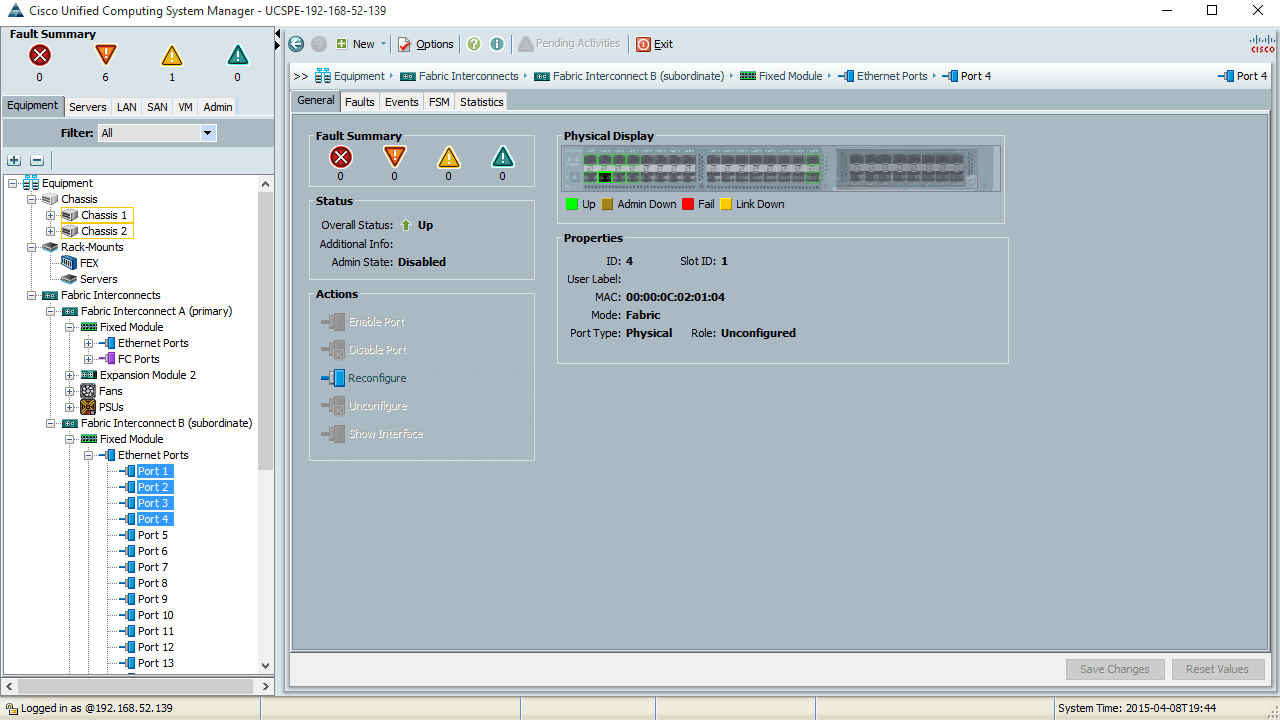 Cisco Unified Computing System Manager - UCSPE-192-168-52-139
Fault Summary
0 6 1 0
Equipment Servers LAN SAN VM Admin
Filter: All
Equipment
Chassis
Chassis 1
Chassis 2
Rack-Mounts
FEX
Servers
Fabric Interconnects
Fabric Interconnect A (primary)
Fixed Module
Ethernet Ports
FC Ports
Expansion Module 2
Fans
PSUs
Fabric Interconnect B (subordinate)
Fixed Module
Ethernet Ports
Port 1
Port 2
Port 3
Port 4
Port 5
Port 6
Port 7
Port 8
Port 9
Port 10
Port 11
Port 12
Port 13
New Options Pending Activities Exit
CISCO
>> Equipment Fabric Interconnects Fabric Interconnect B (subordinate) Fixed Module Ethernet Ports Port 4 Port 4
General Faults Events FSM Statistics
Fault Summary
0 0 0 0
Status
Overall Status: Up
Additional Info:
Admin State: Disabled
Actions
Enable Port
Disable Port
Reconfigure
Unconfigure
Show Interface
Physical Display
Up Admin Down Fail Link Down
Properties
ID: 4 Slot ID: 1
User Label:
MAC: 00:00:0C:02:01:04
Mode: Fabric
Port Type: Physical Role: Unconfigured
Save Changes Reset Values
Logged in as @192.168.52.139
System Time: 2015-04-08T19:44